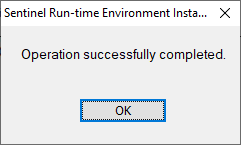 Sentinel Run-time Environment Insta...
Operation successfully completed.
OK